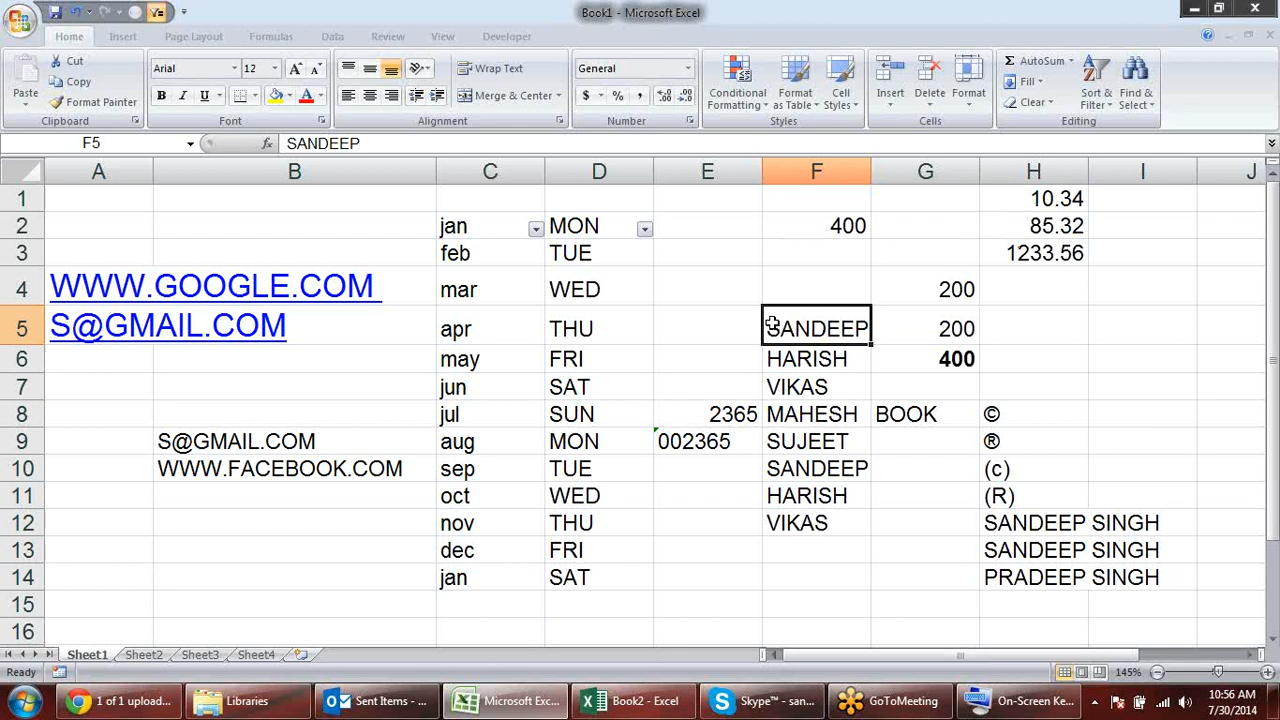 Book1 - Microsoft Excel
Home Insert Page Layout Formulas Data Review View Developer
Paste
Cut
Copy
Format Painter
Clipboard
Arial 12
B I U
Font
Wrap Text
Merge & Center
Alignment
General
$ % ,
Number
Conditional Formatting
Format as Table
Cell Styles
Styles
Insert
Delete
Format
Cells
AutoSum
Fill
Clear
Sort & Filter
Find & Select
Editing
F5 fx SANDEEP
A B C D E F G H I J
1 10.34
2 jan MON 400 85.32
3 feb TUE 1233.56
4 WWW.GOOGLE.COM mar WED 200
5 S@GMAIL.COM apr THU SANDEEP 200
6 may FRI HARISH 400
7 jun SAT VIKAS
8 jul SUN 2365 MAHESH BOOK ©
9 S@GMAIL.COM aug MON 002365 SUJEET ®
10 WWW.FACEBOOK.COM sep TUE SANDEEP (c)
11 oct WED HARISH (R)
12 nov THU VIKAS SANDEEP SINGH
13 dec FRI SANDEEP SINGH
14 jan SAT PRADEEP SINGH
15
16
Sheet1 Sheet2 Sheet3 Sheet4
Ready 145%
1 of 1 upload... Libraries Sent Items - ... Microsoft Exc... Book2 - Excel Skype™ - san... GoToMeeting On-Screen Ke...
10:56 AM
7/30/2014